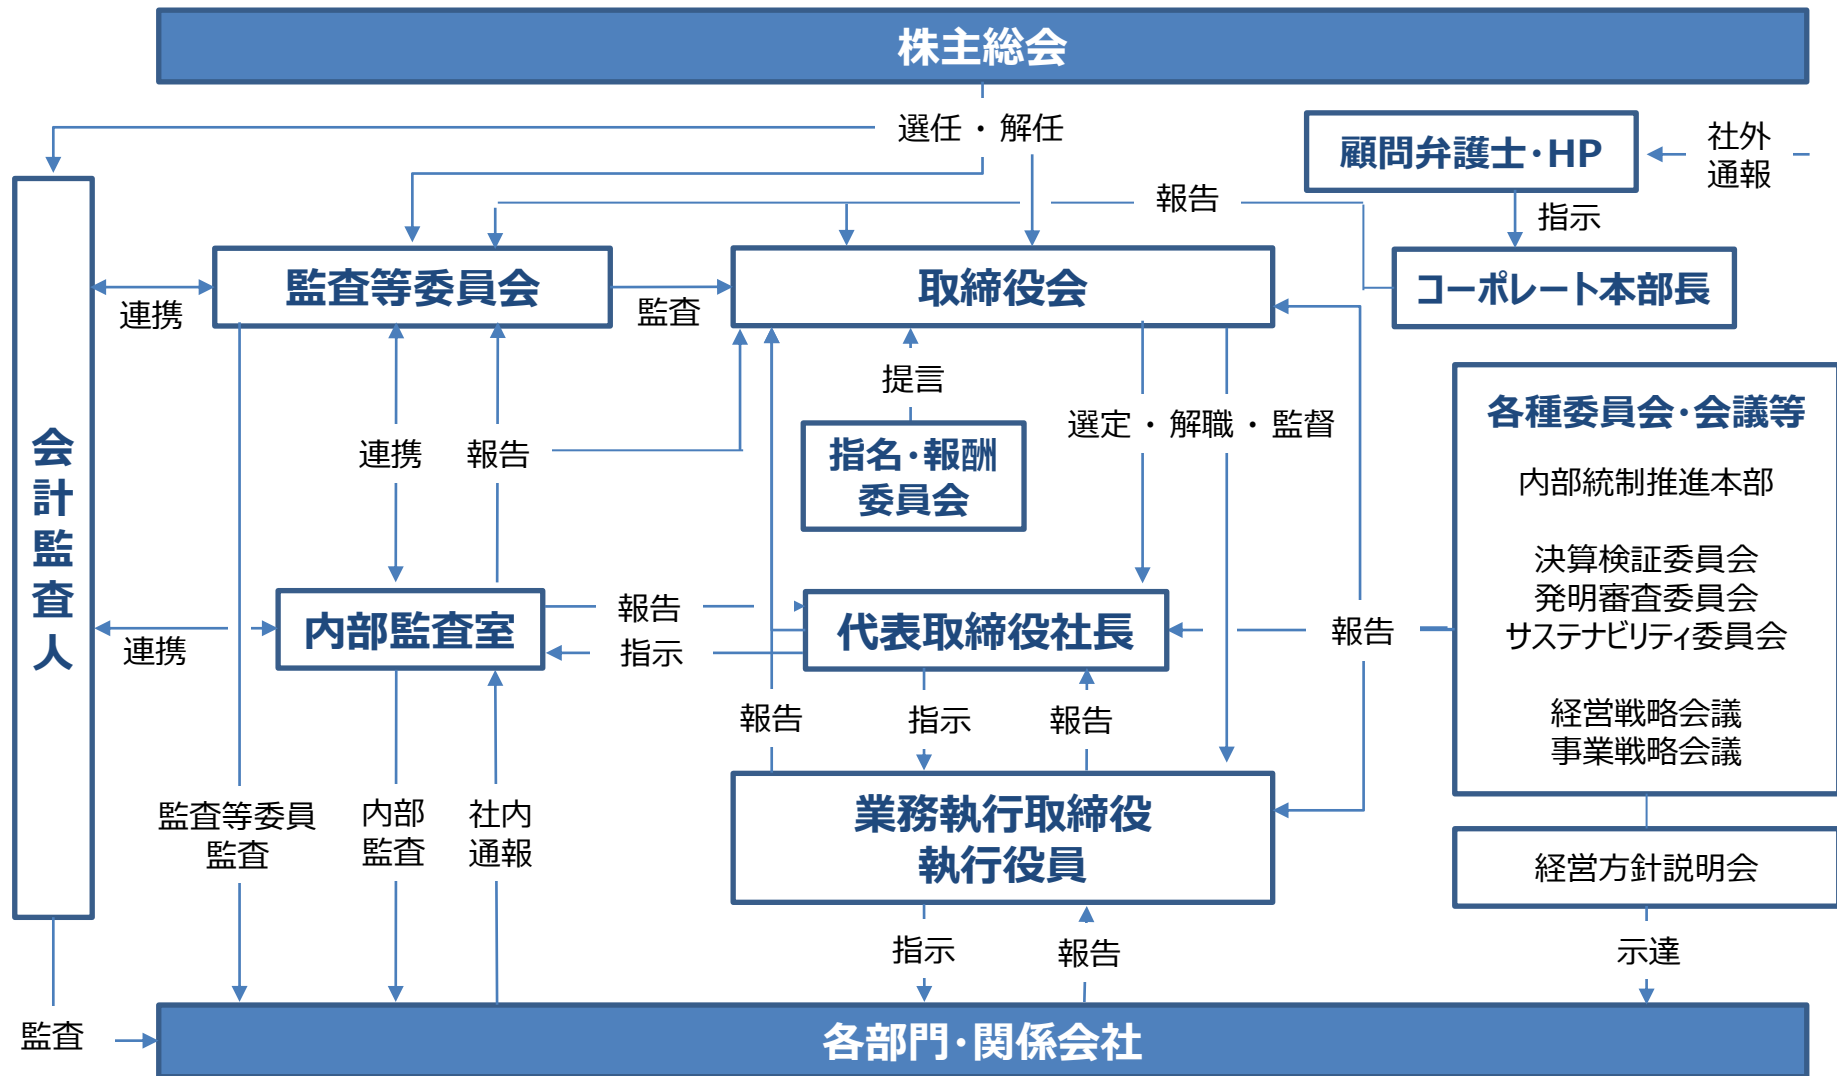 株主総会
選任・解任
顧問弁護士・HP
社外
通報
報告
指示
監査等委員会
取締役会
コーポレート本部長
連携
監査
提言
選定・解職・監督
各種委員会・会議等
内部統制推進本部
決算検証委員会
発明審査委員会
サステナビリティ委員会
経営戦略会議
事業戦略会議
指名・報酬
委員会
連携
報告
会計監査人
内部監査室
報告
指示
代表取締役社長
報告
連携
報告
指示
報告
監査等委員
監査
内部
監査
社内
通報
業務執行取締役
執行役員
経営方針説明会
指示
報告
示達
監査
各部門・関係会社